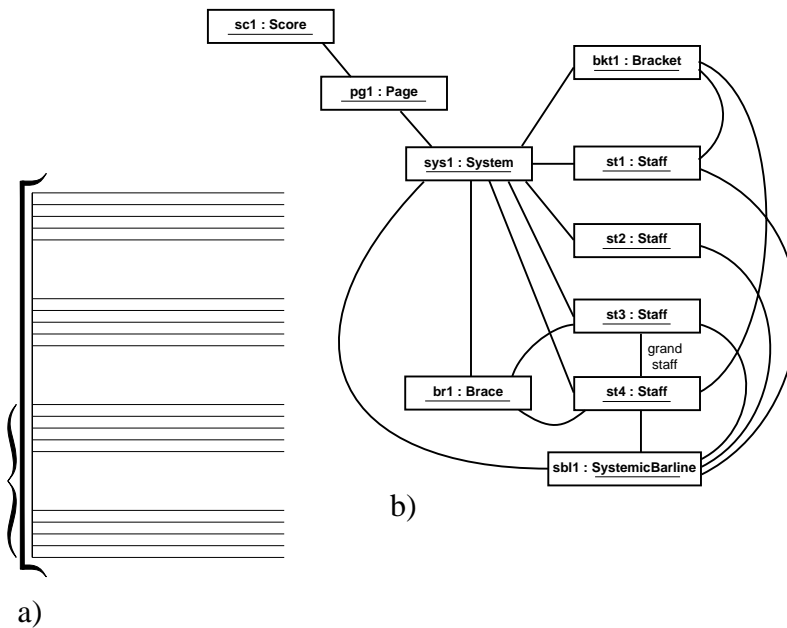 sc1 : Score
pg1 : Page
bkt1 : Bracket
sys1 : System
st1 : Staff
st2 : Staff
st3 : Staff
grand
staff
br1 : Brace
st4 : Staff
sbl1 : SystemicBarline
b)
a)